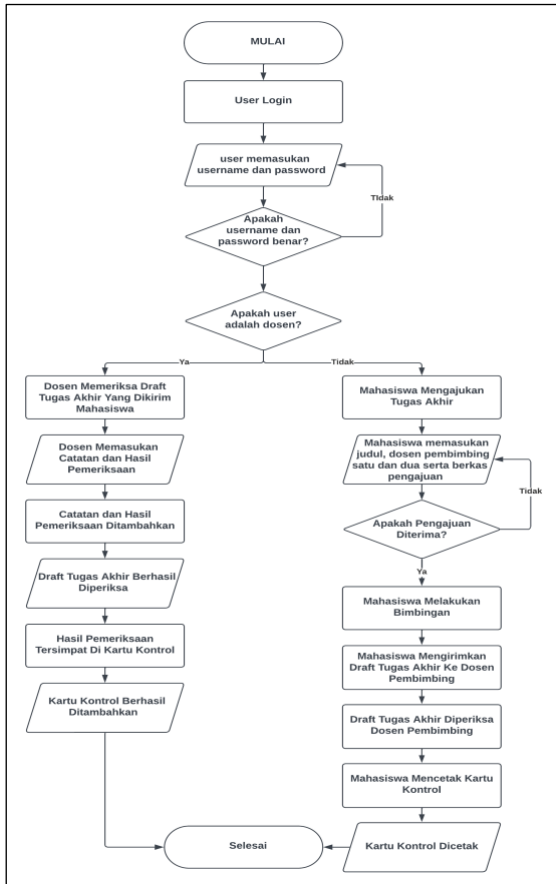 MULAI
User Login
user memasukan
username dan password
TIdak
Apakah
username dan
password benar?
Apakah user
adalah dosen?
Ya
Tidak
Dosen Memeriksa Draft
Tugas Akhir Yang Dikirim
Mahasiswa
Dosen Memasukan
Catatan dan Hasil
Pemeriksaan
Catatan dan Hasil
Pemeriksaan Ditambahkan
Draft Tugas Akhir Berhasil
Diperiksa
Hasil Pemeriksaan
Tersimpat Di Kartu Kontrol
Kartu Kontrol Berhasil
Ditambahkan
Mahasiswa Mengajukan
Tugas Akhir
Mahasiswa memasukan
judul, dosen pembimbing
satu dan dua serta berkas
pengajuan
Tidak
Apakah Pengajuan
Diterima?
Ya
Mahasiswa Melakukan
Bimbingan
Mahasiswa Mengirimkan
Draft Tugas Akhir Ke Dosen
Pembimbing
Draft Tugas Akhir Diperiksa
Dosen Pembimbing
Mahasiswa Mencetak Kartu
Kontrol
Kartu Kontrol Dicetak
Selesai